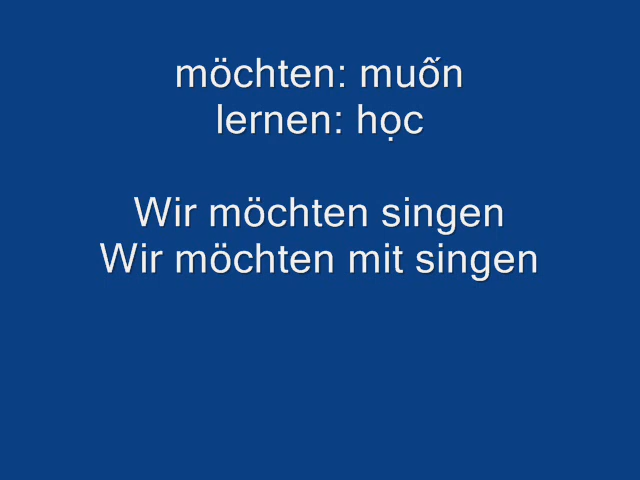 möchten: muốn
lernen: học
Wir möchten singen
Wir möchten mit singen